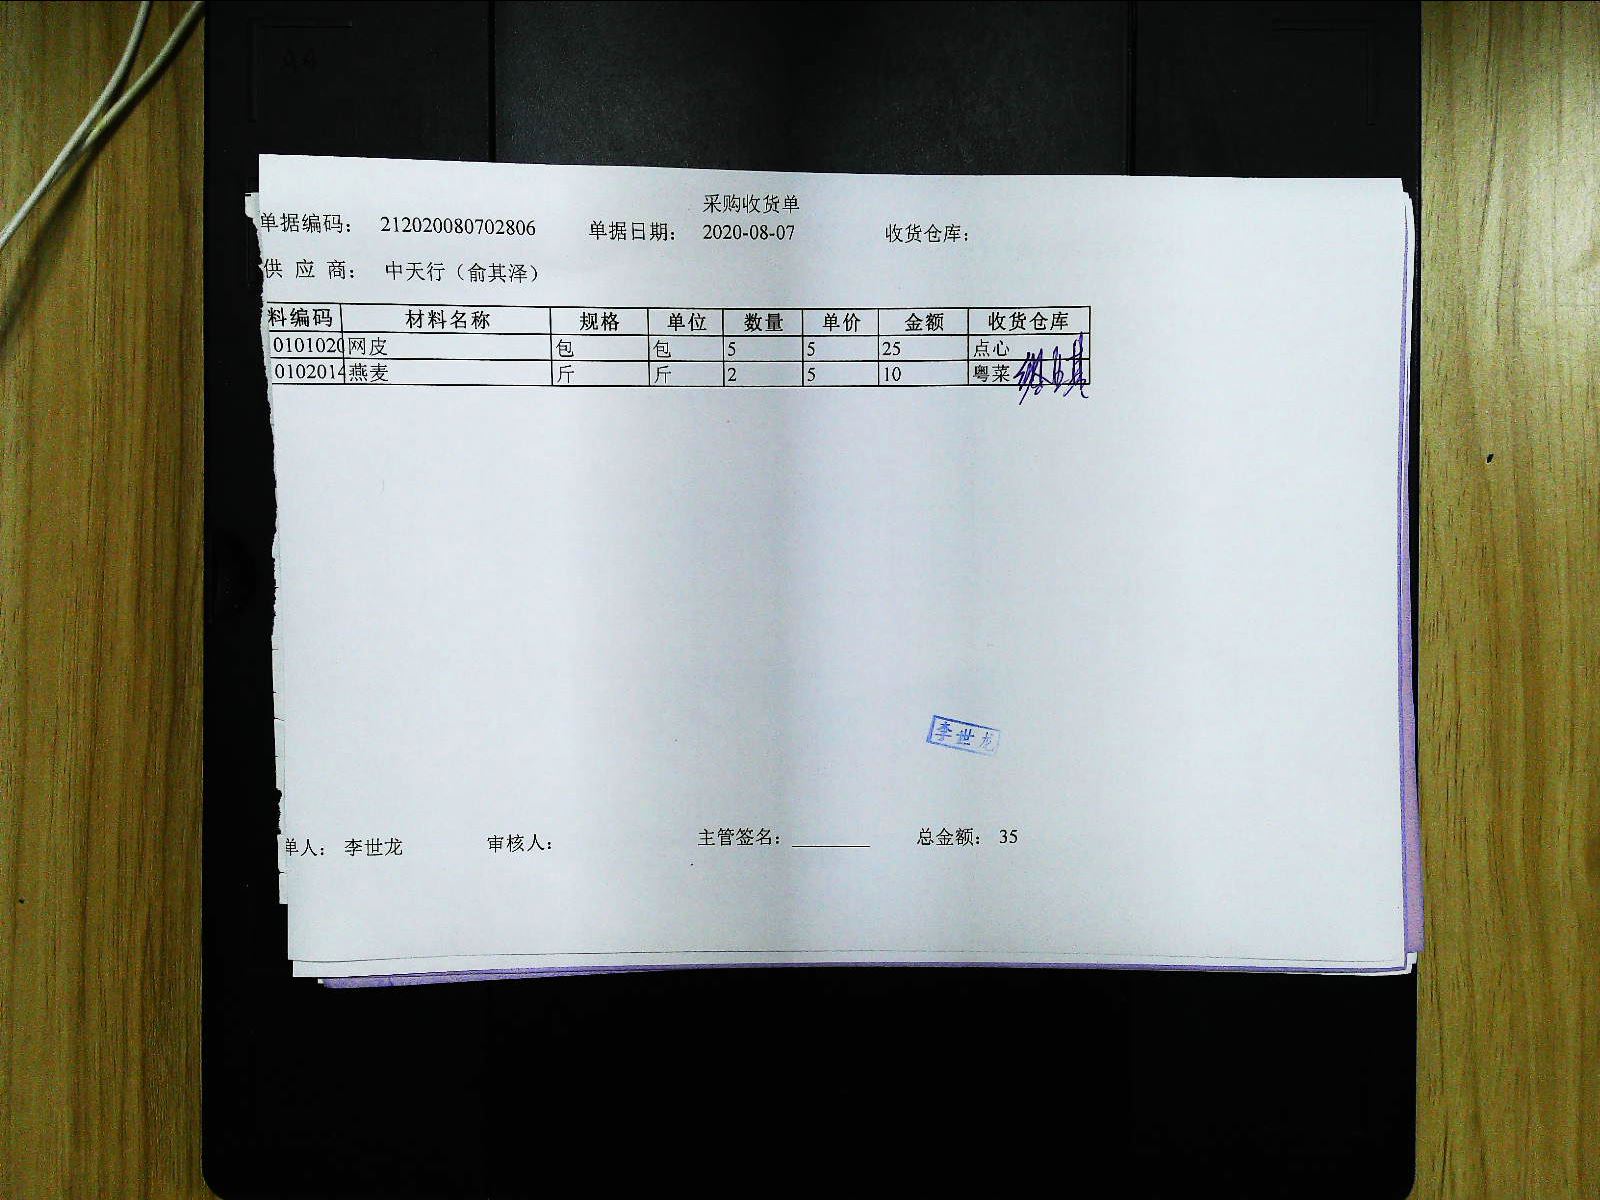 采购收货单
单据编码： 212020080702806 单据日期： 2020-08-07 收货仓库：
供 应 商： 中天行（俞其泽）
料编码 材料名称 规格 单位 数量 单价 金额 收货仓库
0101020 网皮 包 包 5 5 25 点心
0102014 燕麦 斤 斤 2 5 10 粤菜
李世龙
单人： 李世龙 审核人： 主管签名： 总金额： 35